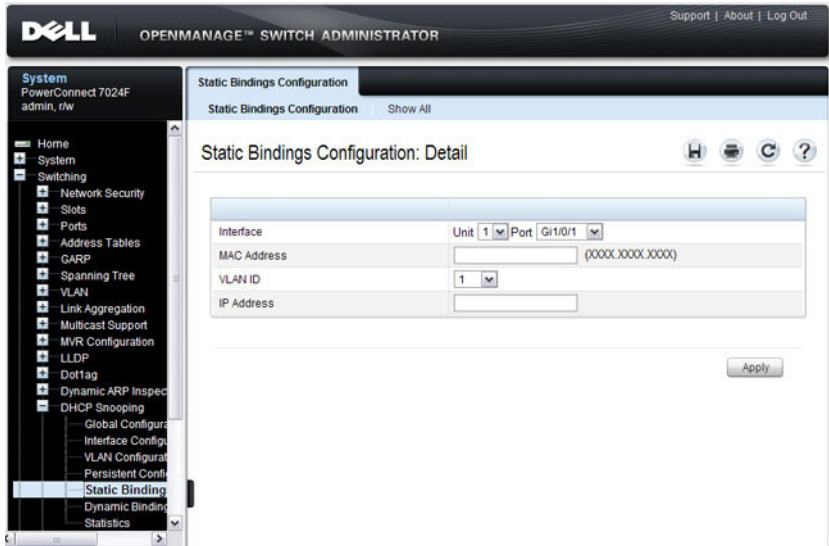 Support | About | Log Out
DELL OPENMANAGE™ SWITCH ADMINISTRATOR
System
PowerConnect 7024F
admin, r/w
Home
System
Switching
Network Security
Slots
Ports
Address Tables
GARP
Spanning Tree
VLAN
Link Aggregation
Multicast Support
MVR Configuration
LLDP
Dot1ag
Dynamic ARP Inspec
DHCP Snooping
Global Configura
Interface Configu
VLAN Configurat
Persistent Confi
Static Binding
Dynamic Binding
Statistics
Static Bindings Configuration
Static Bindings Configuration Show All
Static Bindings Configuration: Detail
H C ?
Interface Unit 1 Port Gi1/0/1
MAC Address (XXXX.XXXX.XXXX)
VLAN ID 1
IP Address
Apply